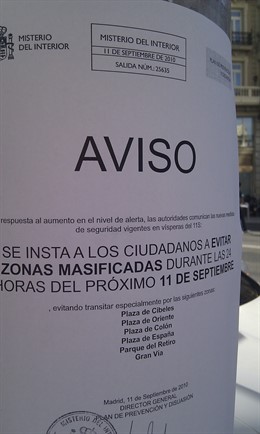 MISTERIO
DEL INTERIOR
MISTERIO DEL INTERIOR
11 DE SEPTIEMBRE DE 2010
SALIDA NÚM.: 25635
AVISO
respuesta al aumento en el nivel de alerta, las autoridades comunican las nuevas medidas
de seguridad vigentes en vísperas del 11S:
SE INSTA A LOS CIUDADANOS A EVITAR
ZONAS MASIFICADAS DURANTE LAS 24
HORAS DEL PRÓXIMO 11 DE SEPTIEMBRE
, evitando transitar especialmente por las siguientes zonas:
Plaza de Cibeles
Plaza de Oriente
Plaza de Colón
Plaza de España
Parque del Retiro
Gran Vía
Madrid, 11 de Septiembre de 2010
DIRECTOR GENERAL
PLAN DE PREVENCIÓN Y DISUASIÓN